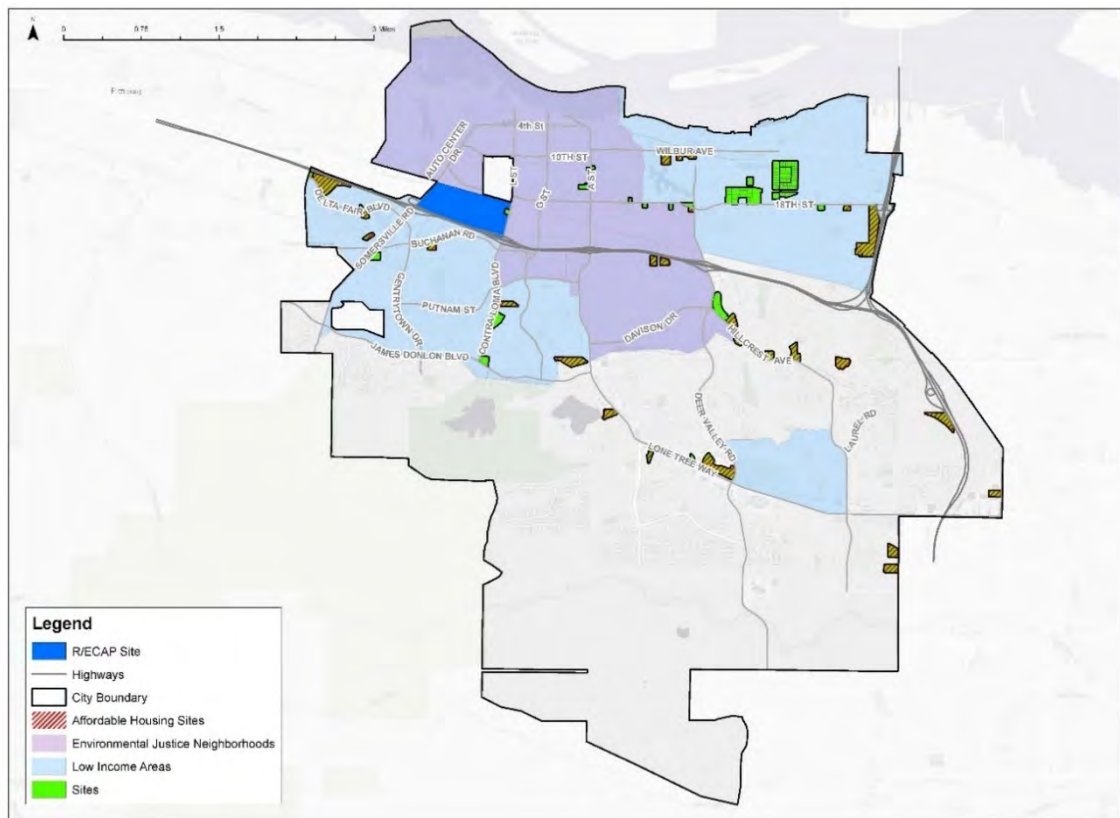 N
0 0.75 1.5 3 Miles
4th St
AUTO CENTER
DR
10TH ST
WILBUR AVE
L ST
G ST
A ST
18TH ST
DELTA FAIR BLVD
SOMERSVILLE RD
BUCHANAN RD
GENTRYTOWN DR
PUTNAM ST
CONTRA LOMA BLVD
DAVISON DR
HILLCREST AVE
JAMES DONLON BLVD
DEER VALLEY RD
LAUREL RD
LONE TREE WAY
Legend
R/ECAP Site
Highways
City Boundary
Affordable Housing Sites
Environmental Justice Neighborhoods
Low Income Areas
Sites